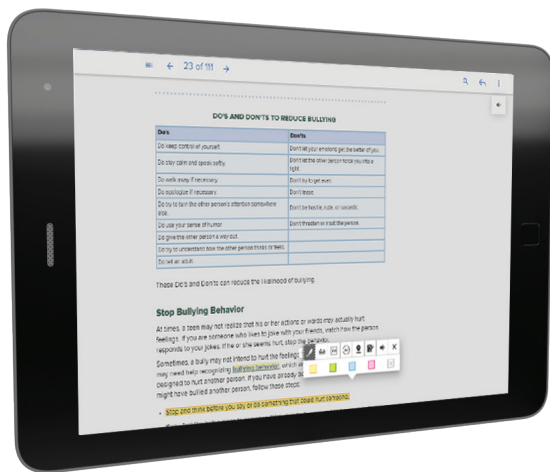 23 of 111
DO'S AND DON'TS TO REDUCE BULLYING
Do's Don'ts
Do keep control of yourself. Don't let your emotions get the better of you.
Do stay calm and speak softly. Don't let the other person force you into a
fight.
Do walk away if necessary. Don't try to get even.
Do apologize if necessary. Don't tease.
Do try to turn the other person's attention somewhere
else. Don't be hostile, rude, or sarcastic.
Do use your sense of humor. Don't threaten or insult the person.
Do give the other person a way out.
Do try to understand how the other person thinks or feels.
Do tell an adult.
These Do's and Don'ts can reduce the likelihood of bullying.
Stop Bullying Behavior
At times, a teen may not realize that his or her actions or words may actually hurt
feelings. If you are someone who likes to joke with your friends, watch how the person
responds to your jokes. If he or she seems hurt, stop the behavior.
Sometimes, a bully may not intend to hurt the feelings
may need help recognizing bullying behavior, which
designed to hurt another person. If you have already
might have bullied another person, follow these steps.
• Stop and think before you say or do something that could hurt someone.